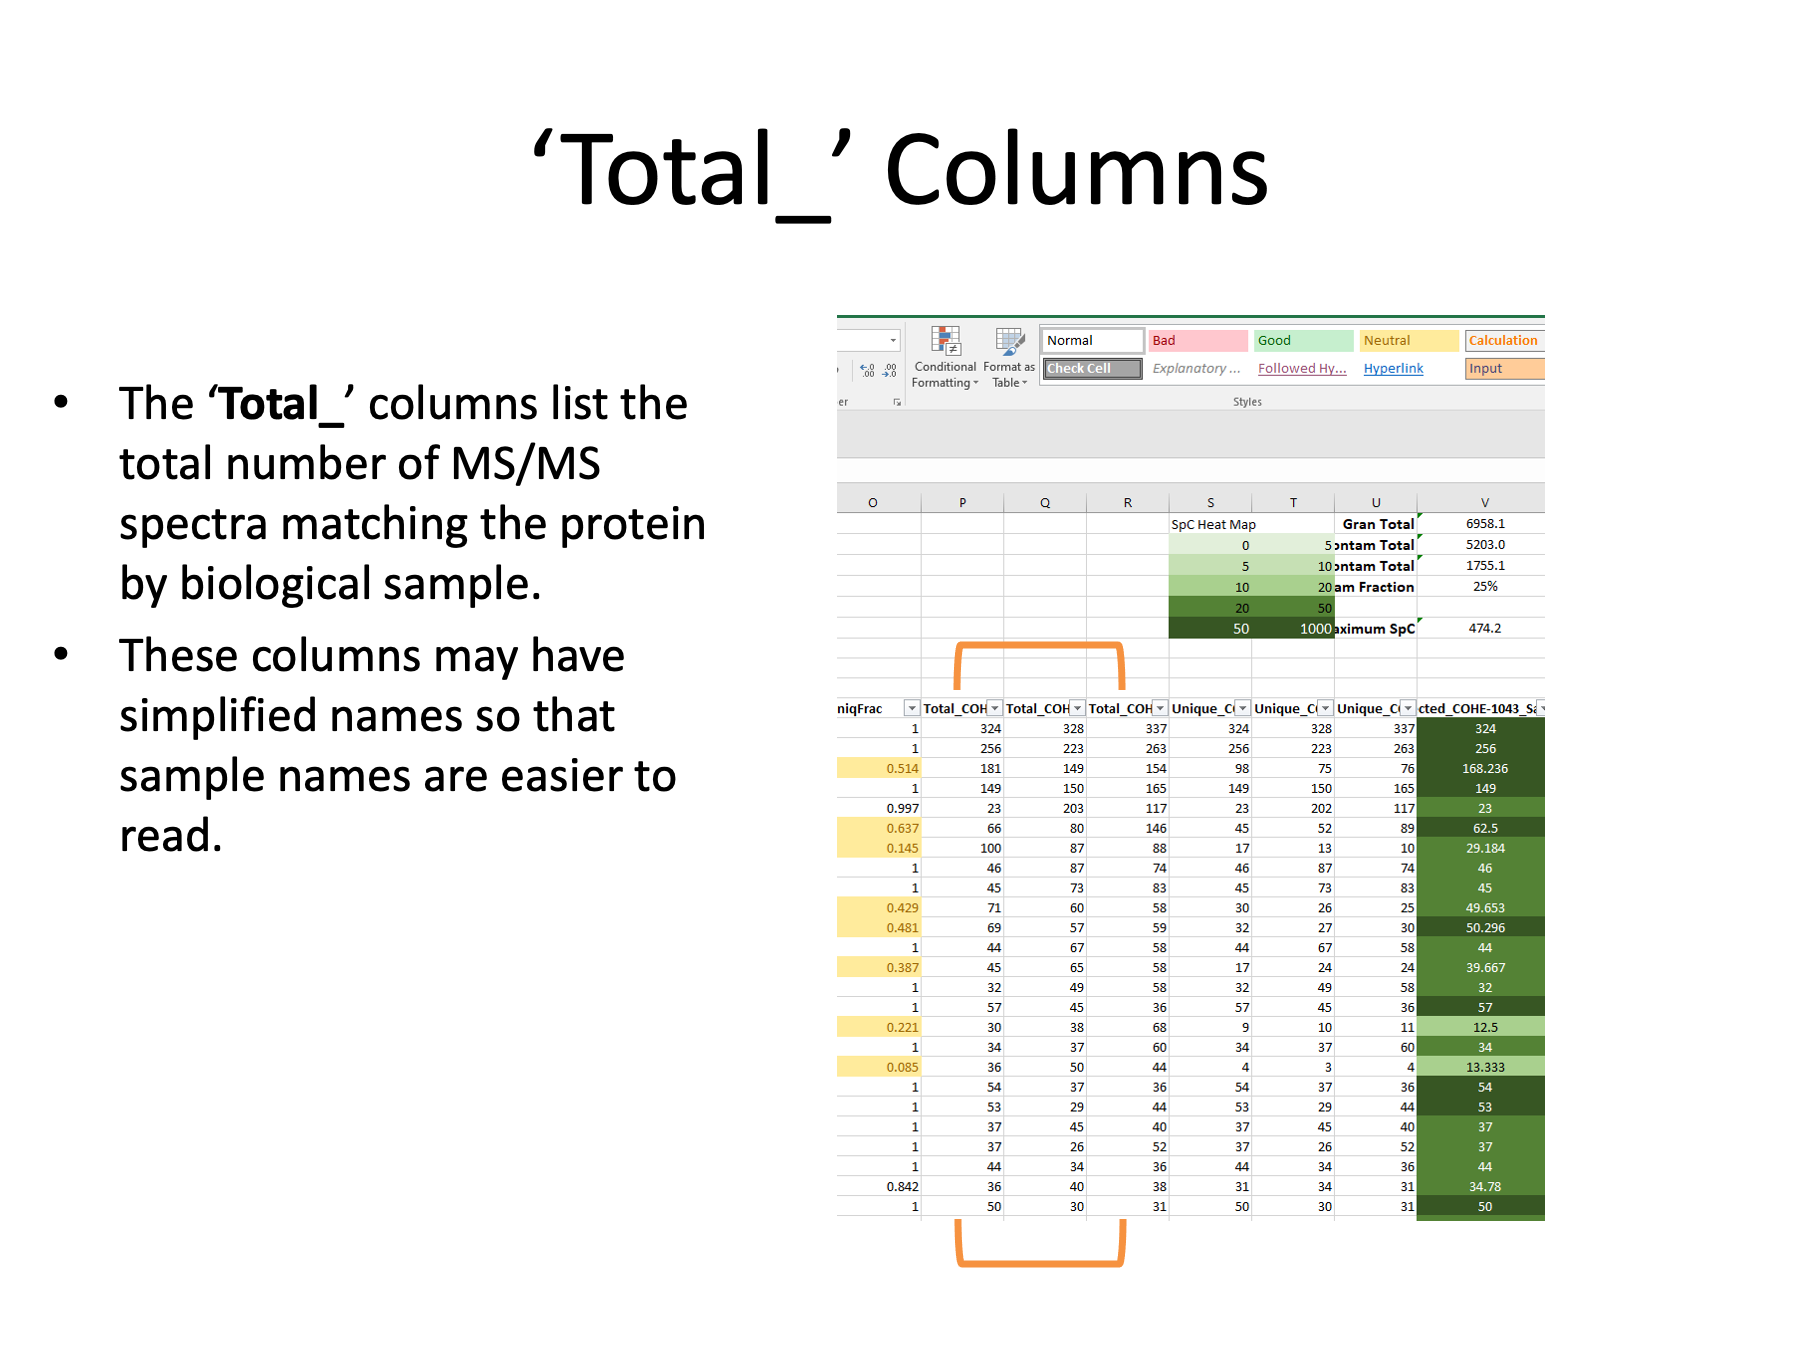 ‘Total_’ Columns
• The ‘Total_’ columns list the
total number of MS/MS
spectra matching the protein
by biological sample.
• These columns may have
simplified names so that
sample names are easier to
read.
Conditional Formatting
Format as Table
Normal Bad Good Neutral Calculation
Check Cell Explanatory ... Followed Hy... Hyperlink Input
er Styles
O P Q R S T U V
SpC Heat Map Gran Total 6958.1
0 5 ontam Total 5203.0
5 10 ontam Total 1755.1
10 20 am Fraction 25%
20 50
50 1000 aximum SpC 474.2
niqFrac Total_COH Total_COH Total_COH Unique_C Unique_C Unique_C cted_COHE-1043_Sa
1 324 328 337 324 328 337 324
1 256 223 263 256 223 263 256
0.514 181 149 154 98 75 76 168.236
1 149 150 165 149 150 165 149
0.997 23 203 117 23 202 117 23
0.637 66 80 146 45 52 89 62.5
0.145 100 87 88 17 13 10 29.184
1 46 87 74 46 87 74 46
1 45 73 83 45 73 83 45
0.429 71 60 58 30 26 25 49.653
0.481 69 57 59 32 27 30 50.296
1 44 67 58 44 67 58 44
0.387 45 65 58 17 24 24 39.667
1 32 49 58 32 49 58 32
1 57 45 36 57 45 36 57
0.221 30 38 68 9 10 11 12.5
1 34 37 60 34 37 60 34
0.085 36 50 44 4 3 4 13.333
1 54 37 36 54 37 36 54
1 53 29 44 53 29 44 53
1 37 45 40 37 45 40 37
1 37 26 52 37 26 52 37
1 44 34 36 44 34 36 44
0.842 36 40 38 31 34 31 34.78
1 50 30 31 50 30 31 50